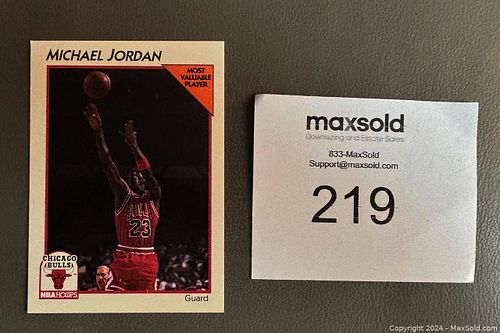 MICHAEL JORDAN
MOST
VALUABLE
PLAYER
BULLS
23
CHICAGO
BULLS
NBA HOOPS
Guard
maxsold
Downsizing and Estate Sales
833-MaxSold
Support@maxsold.com
219
Copyright 2024 - MaxSold.com